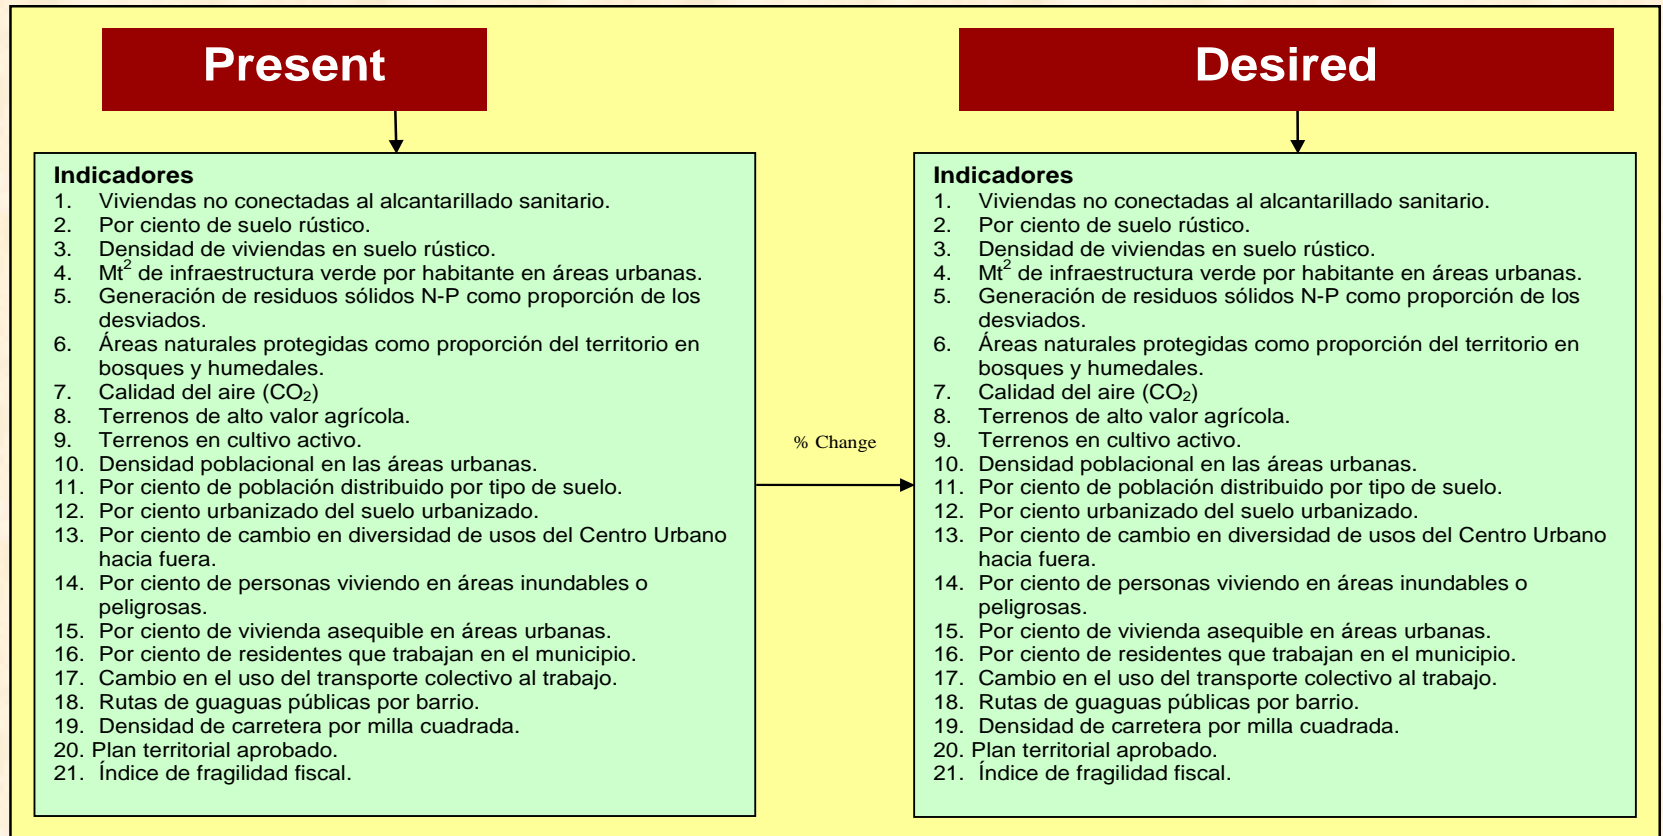 Present
Indicadores
1. Viviendas no conectadas al alcantarillado sanitario.
2. Por ciento de suelo rústico.
3. Densidad de viviendas en suelo rústico.
4. Mt² de infraestructura verde por habitante en áreas urbanas.
5. Generación de residuos sólidos N-P como proporción de los
desviados.
6. Áreas naturales protegidas como proporción del territorio en
bosques y humedales.
7. Calidad del aire (CO₂)
8. Terrenos de alto valor agrícola.
9. Terrenos en cultivo activo.
10. Densidad poblacional en las áreas urbanas.
11. Por ciento de población distribuido por tipo de suelo.
12. Por ciento urbanizado del suelo urbanizado.
13. Por ciento de cambio en diversidad de usos del Centro Urbano
hacia fuera.
14. Por ciento de personas viviendo en áreas inundables o
peligrosas.
15. Por ciento de vivienda asequible en áreas urbanas.
16. Por ciento de residentes que trabajan en el municipio.
17. Cambio en el uso del transporte colectivo al trabajo.
18. Rutas de guaguas públicas por barrio.
19. Densidad de carretera por milla cuadrada.
20. Plan territorial aprobado.
21. Índice de fragilidad fiscal.
% Change
Desired
Indicadores
1. Viviendas no conectadas al alcantarillado sanitario.
2. Por ciento de suelo rústico.
3. Densidad de viviendas en suelo rústico.
4. Mt² de infraestructura verde por habitante en áreas urbanas.
5. Generación de residuos sólidos N-P como proporción de los
desviados.
6. Áreas naturales protegidas como proporción del territorio en
bosques y humedales.
7. Calidad del aire (CO₂)
8. Terrenos de alto valor agrícola.
9. Terrenos en cultivo activo.
10. Densidad poblacional en las áreas urbanas.
11. Por ciento de población distribuido por tipo de suelo.
12. Por ciento urbanizado del suelo urbanizado.
13. Por ciento de cambio en diversidad de usos del Centro Urbano
hacia fuera.
14. Por ciento de personas viviendo en áreas inundables o
peligrosas.
15. Por ciento de vivienda asequible en áreas urbanas.
16. Por ciento de residentes que trabajan en el municipio.
17. Cambio en el uso del transporte colectivo al trabajo.
18. Rutas de guaguas públicas por barrio.
19. Densidad de carretera por milla cuadrada.
20. Plan territorial aprobado.
21. Índice de fragilidad fiscal.